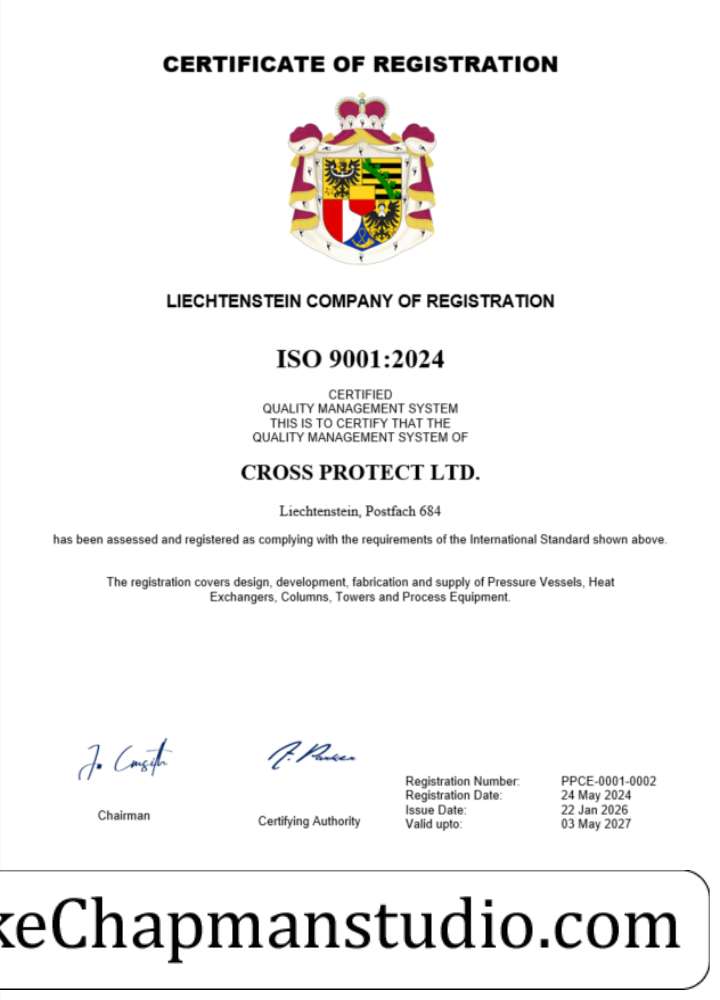 CERTIFICATE OF REGISTRATION
LIECHTENSTEIN COMPANY OF REGISTRATION
ISO 9001:2024
CERTIFIED
QUALITY MANAGEMENT SYSTEM
THIS IS TO CERTIFY THAT THE
QUALITY MANAGEMENT SYSTEM OF
CROSS PROTECT LTD.
Liechtenstein, Postfach 684
has been assessed and registered as complying with the requirements of the International Standard shown above.
The registration covers design, development, fabrication and supply of Pressure Vessels, Heat
Exchangers, Columns, Towers and Process Equipment.
Chairman
Certifying Authority
Registration Number: PPCE-0001-0002
Registration Date: 24 May 2024
Issue Date: 22 Jan 2026
Valid upto: 03 May 2027
keChapmanstudio.com